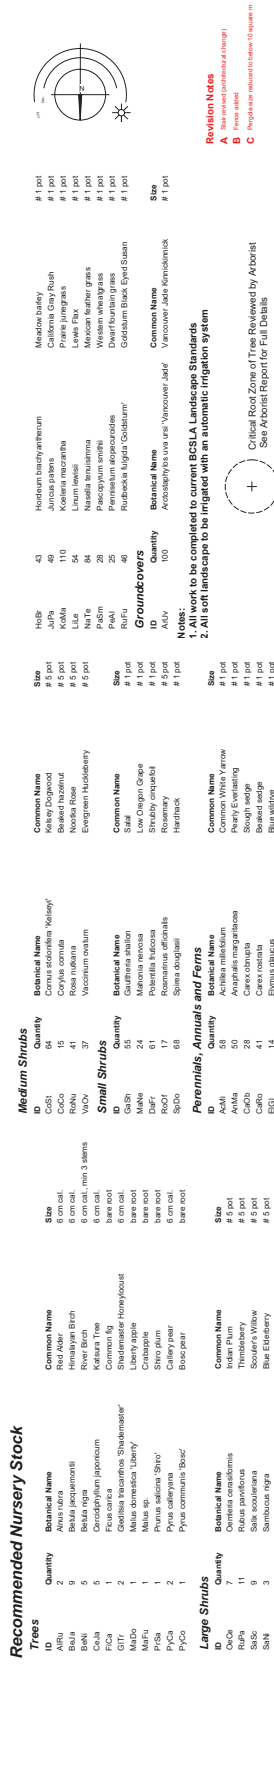 Recommended Nursery Stock
Trees
ID Quantity Botanical Name Common Name Size
AlRu 2 Alnus rubra Red Alder 6 cm cal.
BeJa 9 Betula jacquemontii Himalayan Birch 6 cm cal.
BeNi 5 Betula nigra River Birch 6 cm cal., min 3 stems
CeJa 5 Cercidiphyllum japonicum Katsura Tree 6 cm cal.
FiCa 1 Ficus carica Common fig bare root
GlTr 2 Gleditsia triacanthos 'Shademaster' Shademaster Honeylocust 6 cm cal.
MaDo 1 Malus domestica 'Liberty' Liberty apple bare root
MaFu 1 Malus sp. Crabapple bare root
PrSa 1 Prunus salicina 'Shiro' Shiro plum bare root
PyCa 2 Pyrus calleryana Callery pear 6 cm cal.
PyCo 1 Pyrus communis 'Bosc' Bosc pear bare root
Large Shrubs
ID Quantity Botanical Name Common Name Size
OeCe 7 Oemleria cerasiformis Indian Plum # 5 pot
RuPa 11 Rubus parviflorus Thimbleberry # 5 pot
SaSc 9 Salix scouleriana Scouler's Willow # 5 pot
SaNi 3 Sambucus nigra Blue Elderberry # 5 pot
Medium Shrubs
ID Quantity Botanical Name Common Name Size
CoSt 64 Cornus stolonifera 'Kelseyi' Kelsey Dogwood # 5 pot
CoCo 15 Corylus cornuta Beaked hazelnut # 5 pot
RoNu 41 Rosa nutkana Nootka Rose # 5 pot
VaOv 37 Vaccinium ovatum Evergreen Huckleberry # 5 pot
Small Shrubs
ID Quantity Botanical Name Common Name Size
GaSh 55 Gaultheria shallon Salal # 1 pot
MaNe 24 Mahonia nervosa Low Oregon Grape # 1 pot
DaFr 61 Potentilla fruticosa Shrubby cinquefoil # 1 pot
RoOf 17 Rosmarinus officinalis Rosemary # 5 pot
SpDo 68 Spirea douglasii Hardhack # 1 pot
Perennials, Annuals and Ferns
ID Quantity Botanical Name Common Name Size
AcMi 58 Achillea millefolium Common White Yarrow # 1 pot
AnMa 50 Anaphalis margaritacea Pearly Everlasting # 1 pot
CaOb 28 Carex obnupta Slough sedge # 1 pot
CaRo 41 Carex rostrata Beaked sedge # 1 pot
ElGl 14 Elymus glaucus Blue wildrye # 1 pot
HoBr 43 Hordeum brachyantherum Meadow barley # 1 pot
JuPa 49 Juncus patens California Gray Rush # 1 pot
KoMa 110 Koeleria macrantha Prairie junegrass # 1 pot
LiLe 54 Linum lewisii Lewis Flax # 1 pot
NaTe 84 Nasella tenuisimma Mexican feather grass # 1 pot
PaSm 28 Pascopyrum smithii Western wheatgrass # 1 pot
PeAl 25 Pennisetum alopecuroides Dwarf fountain grass # 1 pot
RuFu 46 Rudbeckia fulgida 'Goldsturm' Goldsturm Black Eyed Susan # 1 pot
Groundcovers
ID Quantity Botanical Name Common Name Size
ArUv 100 Arctostaphylos uva ursi 'Vancouver Jade' Vancouver Jade Kinnickinnick # 1 pot
Notes:
1. All work to be completed to current BCSLA Landscape Standards
2. All soft landscape to be irrigated with an automatic irrigation system
Critical Root Zone of Tree Reviewed by Arborist
See Arborist Report for Full Details
N
Revision Notes
A Stair revised (architectural change)
B Fence added
C Pergola size reduced to below 10 square m